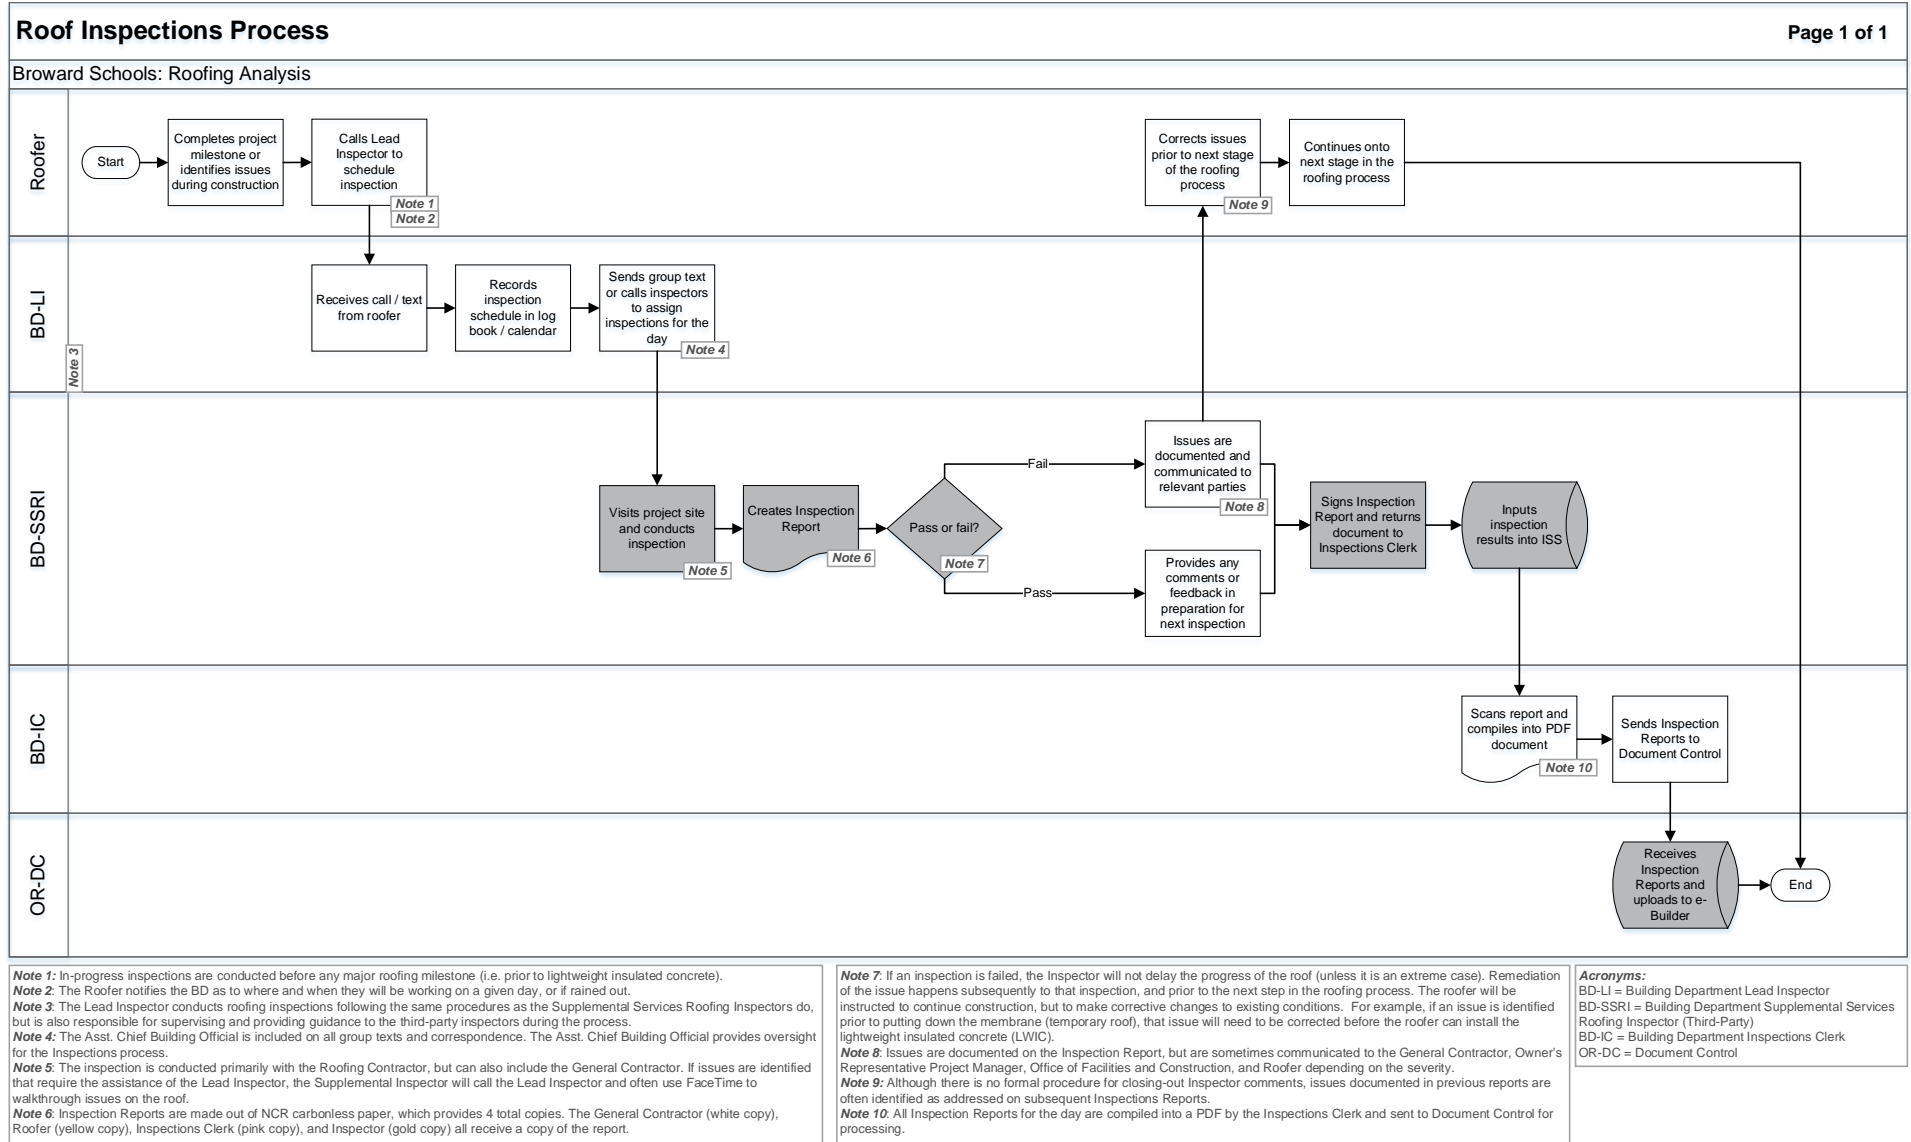 Roof Inspections Process
Page 1 of 1
Broward Schools: Roofing Analysis
Roofer
Start
Completes project
milestone or
identifies issues
during construction
Calls Lead
Inspector to
schedule
inspection
Note 1
Note 2
Corrects issues
prior to next stage
of the roofing
process
Note 9
Continues onto
next stage in the
roofing process
BD-LI
Note 3
Receives call / text
from roofer
Records
inspection
schedule in log
book / calendar
Sends group text
or calls inspectors
to assign
inspections for the
day
Note 4
BD-SSRI
Visits project site
and conducts
inspection
Note 5
Creates Inspection
Report
Note 6
Pass or fail?
Note 7
Fail
Pass
Issues are
documented and
communicated to
relevant parties
Note 8
Provides any
comments or
feedback in
preparation for
next inspection
Signs Inspection
Report and returns
document to
Inspections Clerk
Inputs
inspection
results into ISS
BD-IC
Scans report and
compiles into PDF
document
Note 10
Sends Inspection
Reports to
Document Control
OR-DC
Receives
Inspection
Reports and
uploads to e-
Builder
End
Note 1: In-progress inspections are conducted before any major roofing milestone (i.e. prior to lightweight insulated concrete).
Note 2: The Roofer notifies the BD as to where and when they will be working on a given day, or if rained out.
Note 3: The Lead Inspector conducts roofing inspections following the same procedures as the Supplemental Services Roofing Inspectors do,
but is also responsible for supervising and providing guidance to the third-party inspectors during the process.
Note 4: The Asst. Chief Building Official is included on all group texts and correspondence. The Asst. Chief Building Official provides oversight
for the Inspections process.
Note 5: The inspection is conducted primarily with the Roofing Contractor, but can also include the General Contractor. If issues are identified
that require the assistance of the Lead Inspector, the Supplemental Inspector will call the Lead Inspector and often use FaceTime to
walkthrough issues on the roof.
Note 6: Inspection Reports are made out of NCR carbonless paper, which provides 4 total copies. The General Contractor (white copy),
Roofer (yellow copy), Inspections Clerk (pink copy), and Inspector (gold copy) all receive a copy of the report.
Note 7: If an inspection is failed, the Inspector will not delay the progress of the roof (unless it is an extreme case). Remediation
of the issue happens subsequently to that inspection, and prior to the next step in the roofing process. The roofer will be
instructed to continue construction, but to make corrective changes to existing conditions. For example, if an issue is identified
prior to putting down the membrane (temporary roof), that issue will need to be corrected before the roofer can install the
lightweight insulated concrete (LWIC).
Note 8: Issues are documented on the Inspection Report, but are sometimes communicated to the General Contractor, Owner's
Representative Project Manager, Office of Facilities and Construction, and Roofer depending on the severity.
Note 9: Although there is no formal procedure for closing-out Inspector comments, issues documented in previous reports are
often identified as addressed on subsequent Inspections Reports.
Note 10: All Inspection Reports for the day are compiled into a PDF by the Inspections Clerk and sent to Document Control for
processing.
Acronyms:
BD-LI = Building Department Lead Inspector
BD-SSRI = Building Department Supplemental Services
Roofing Inspector (Third-Party)
BD-IC = Building Department Inspections Clerk
OR-DC = Document Control